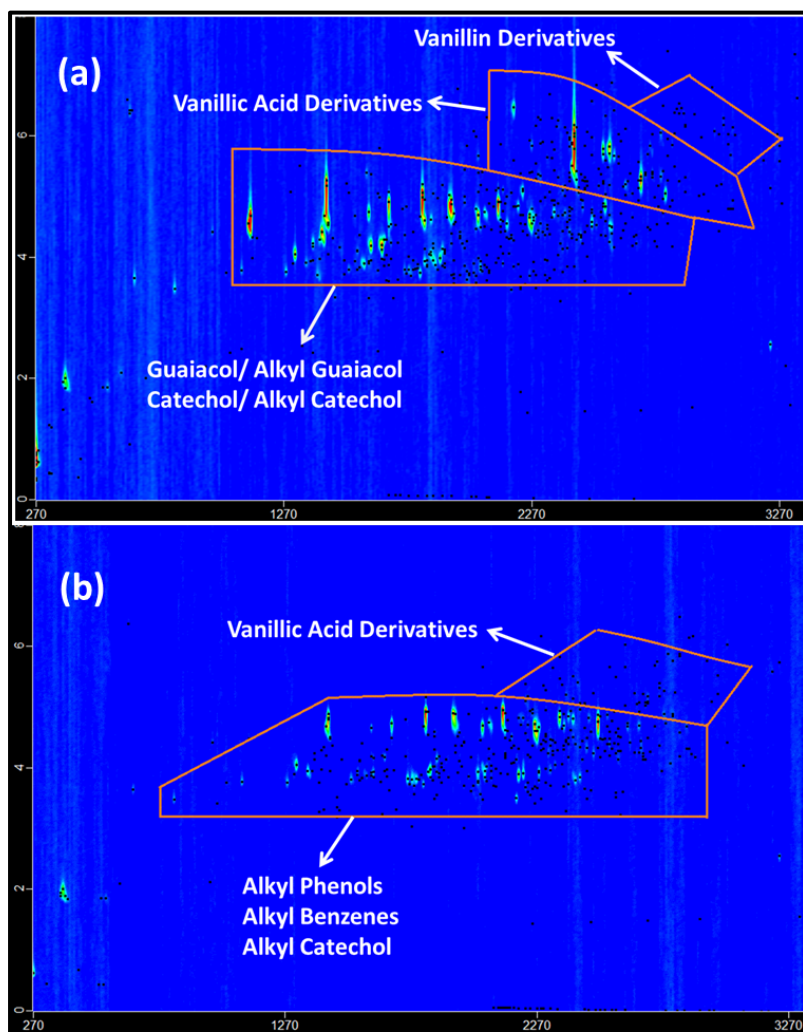 (a)
Vanillin Derivatives
Vanillic Acid Derivatives
6
4
Guaiacol/ Alkyl Guaiacol
Catechol/ Alkyl Catechol
2
0
270 1270 2270 3270
(b)
Vanillic Acid Derivatives
6
4
Alkyl Phenols
Alkyl Benzenes
Alkyl Catechol
2
0
270 1270 2270 3270